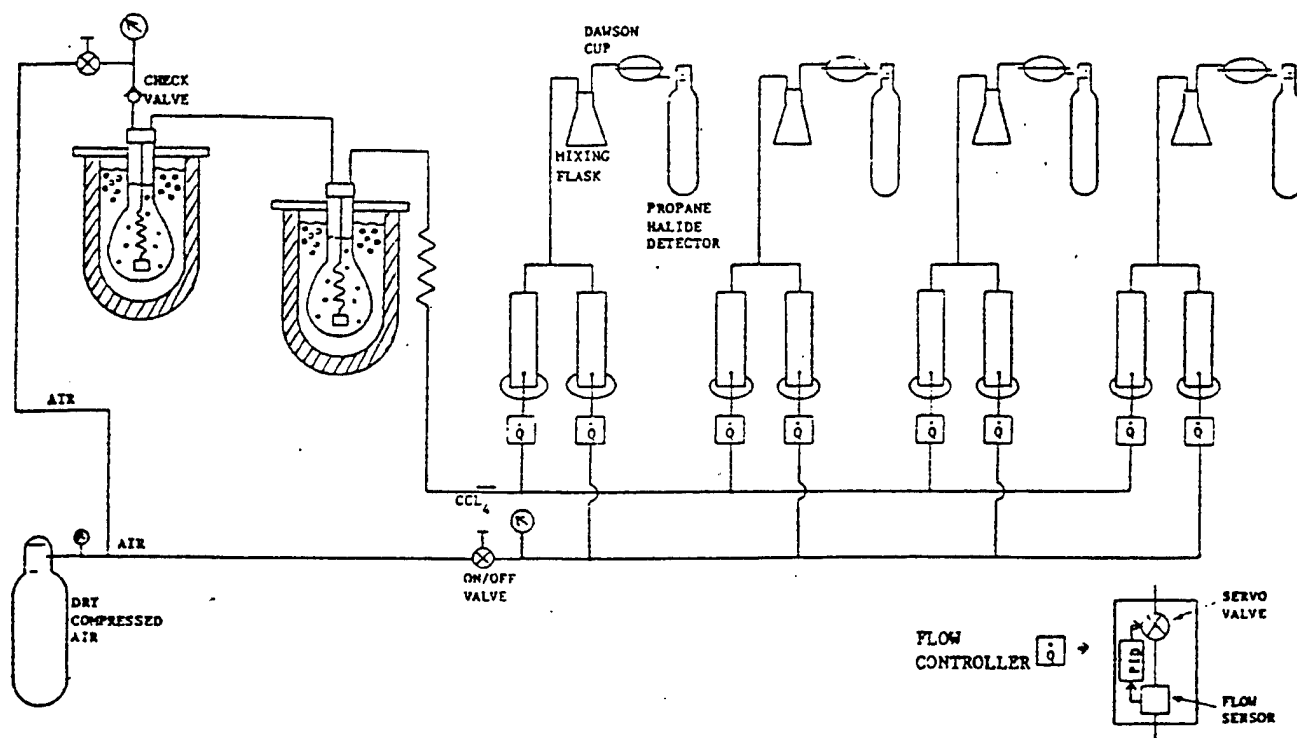 DAWSON
CUP
CHECK
VALVE
MIXING
FLASK
PROPANE
HALIDE
DETECTOR
AIR
Q̇ Q̇ Q̇ Q̇ Q̇ Q̇ Q̇ Q̇
CCL4
AIR
ON/OFF
VALVE
DRY
COMPRESSED
AIR
FLOW
CONTROLLER Q̇
SERVO
VALVE
PID
FLOW
SENSOR